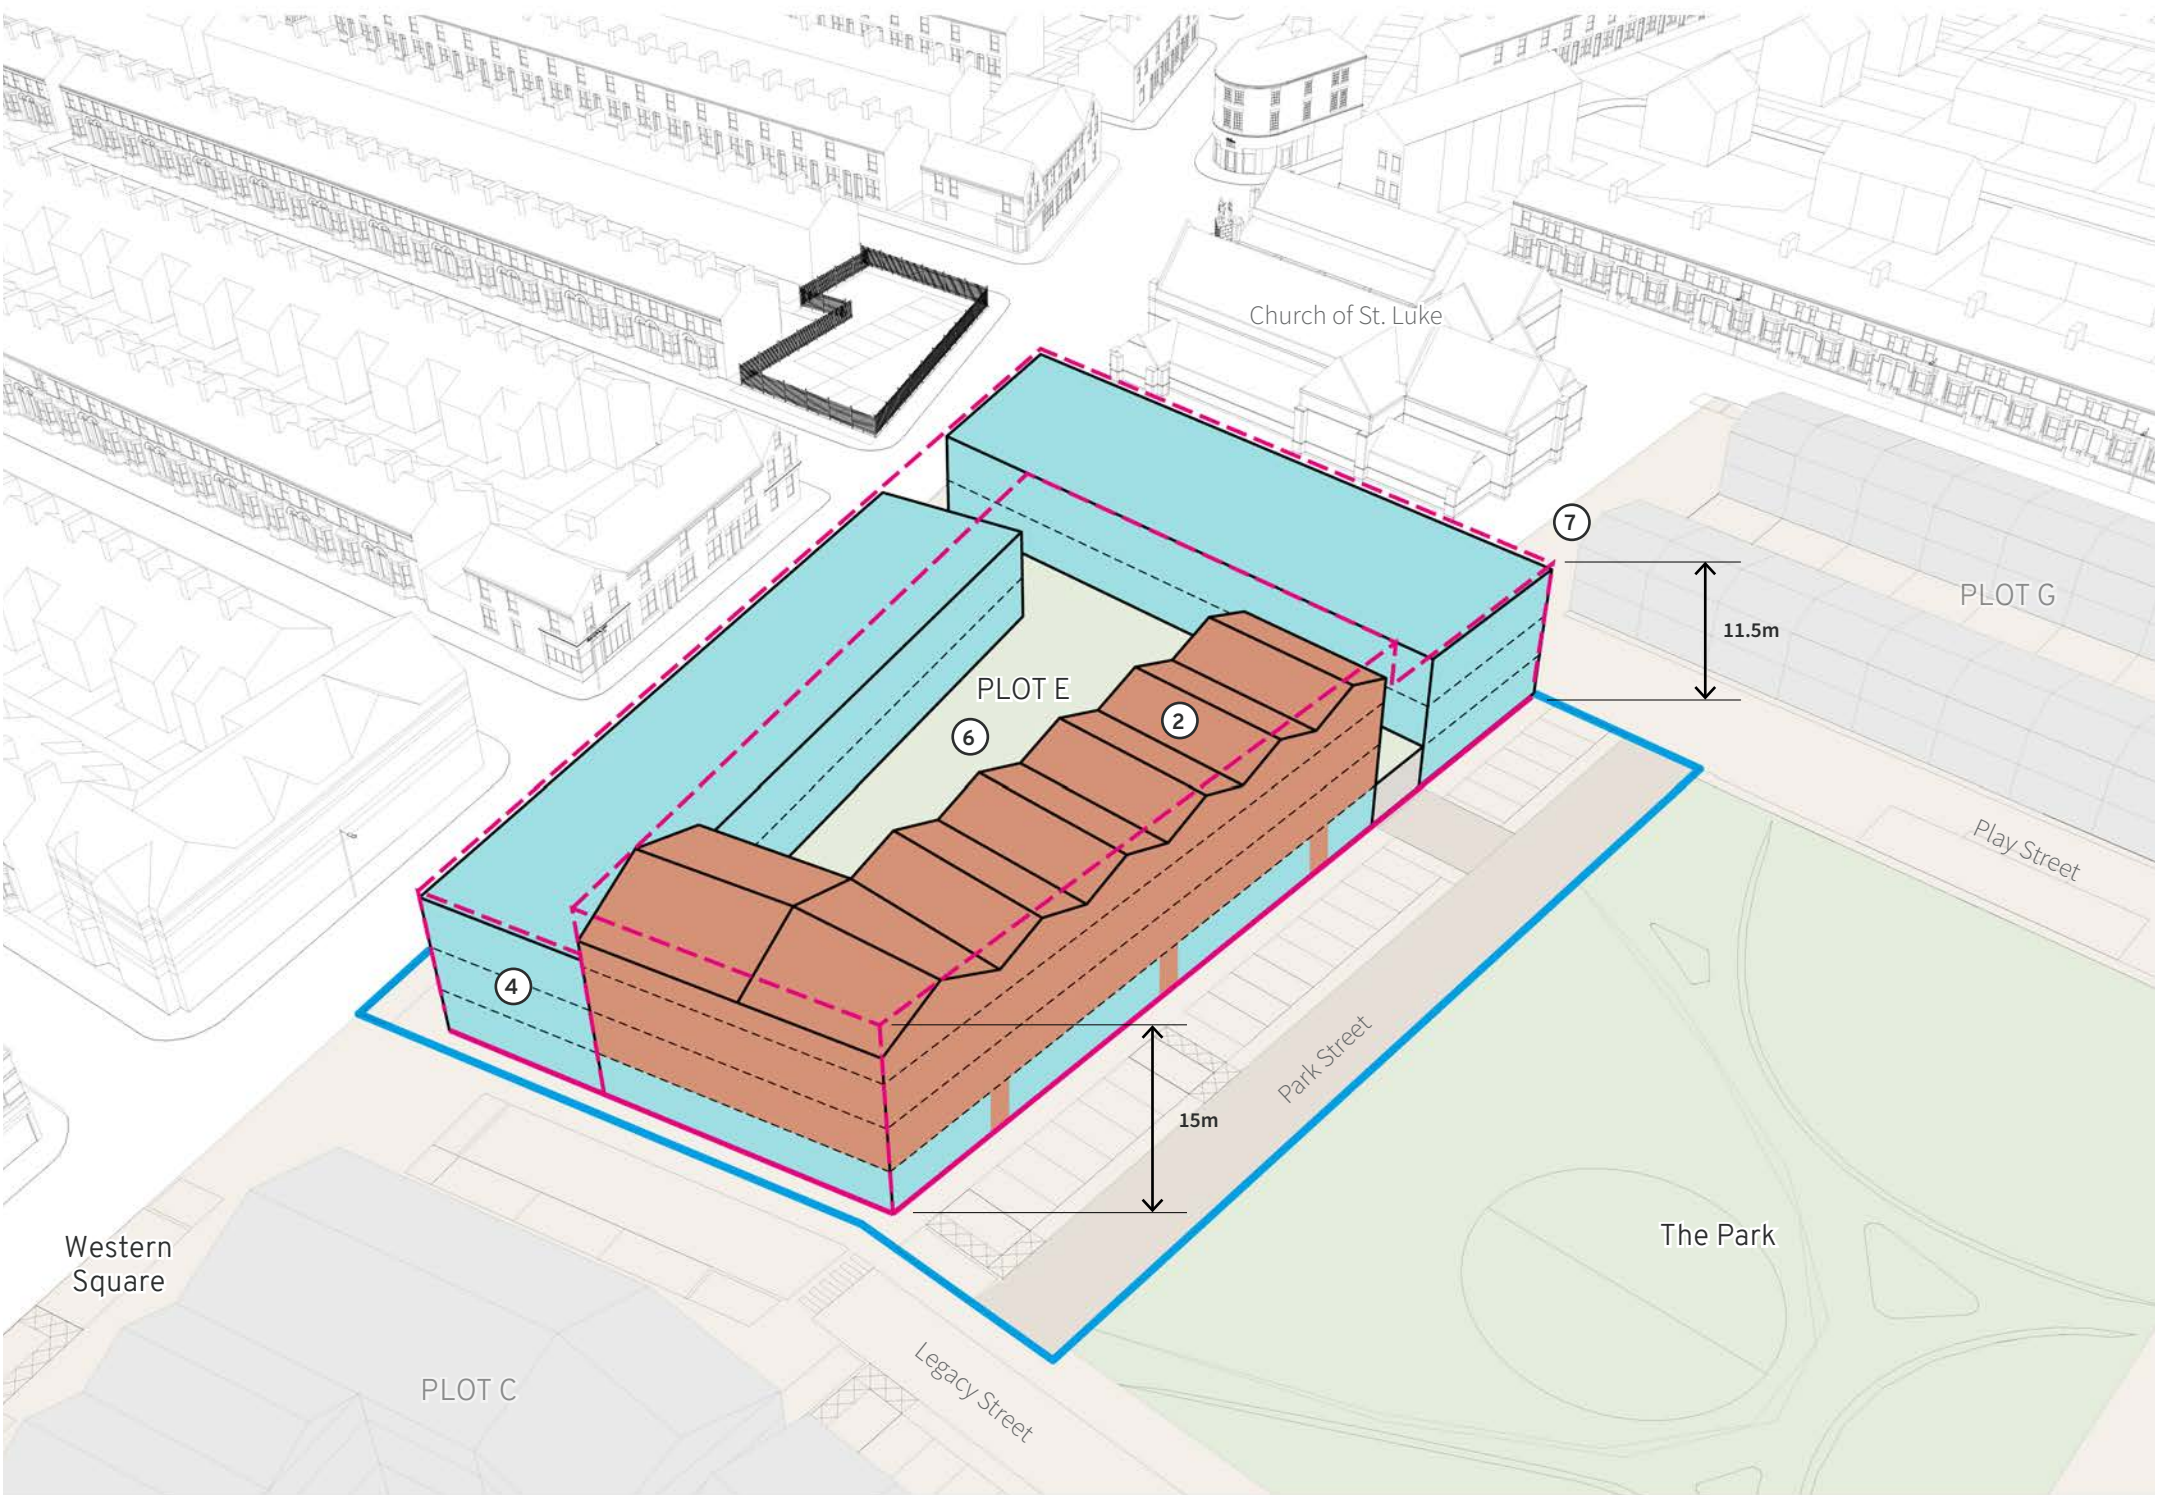 Church of St. Luke
7
PLOT G
11.5m
PLOT E
2
6
Play Street
4
Park Street
15m
The Park
Western
Square
PLOT C
Legacy Street